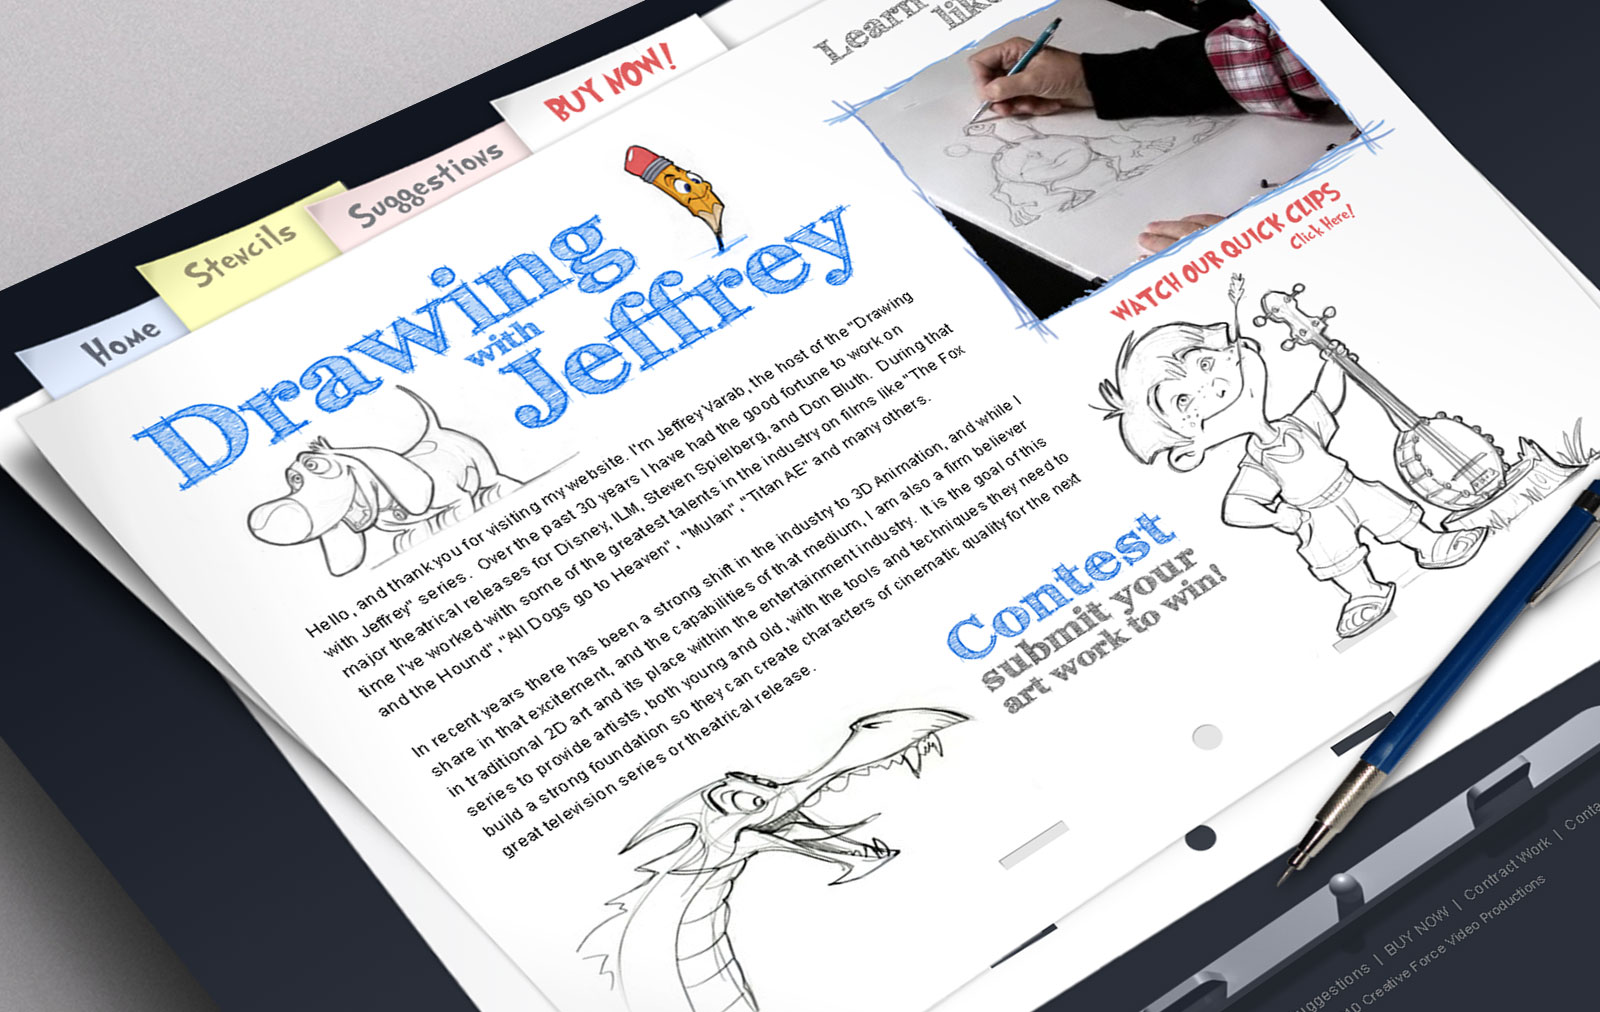 Home
Stencils
Suggestions
BUY NOW!
Learn
like
Drawing
with
Jeffrey
WATCH OUR QUICK CLIPS
Click Here!
Hello, and thank you for visiting my website. I'm Jeffrey Varab, the host of the "Drawing
with Jeffrey" series. Over the past 30 years I have had the good fortune to work on
major theatrical releases for Disney, ILM, Steven Spielberg, and Don Bluth. During that
time I've worked with some of the greatest talents in the industry on films like "The Fox
and the Hound", "All Dogs go to Heaven", "Mulan", "Titan AE" and many others.
In recent years there has been a strong shift in the industry to 3D Animation, and while I
share in that excitement, and the capabilities of that medium, I am also a firm believer
in traditional 2D art and its place within the entertainment industry. It is the goal of this
series to provide artists, both young and old, with the tools and techniques they need to
build a strong foundation so they can create characters of cinematic quality for the next
great television series or theatrical release.
Contest
submit your
art work to win!
uggestions | BUY NOW | Contract Work | Conta
10 Creative Force Video Productions